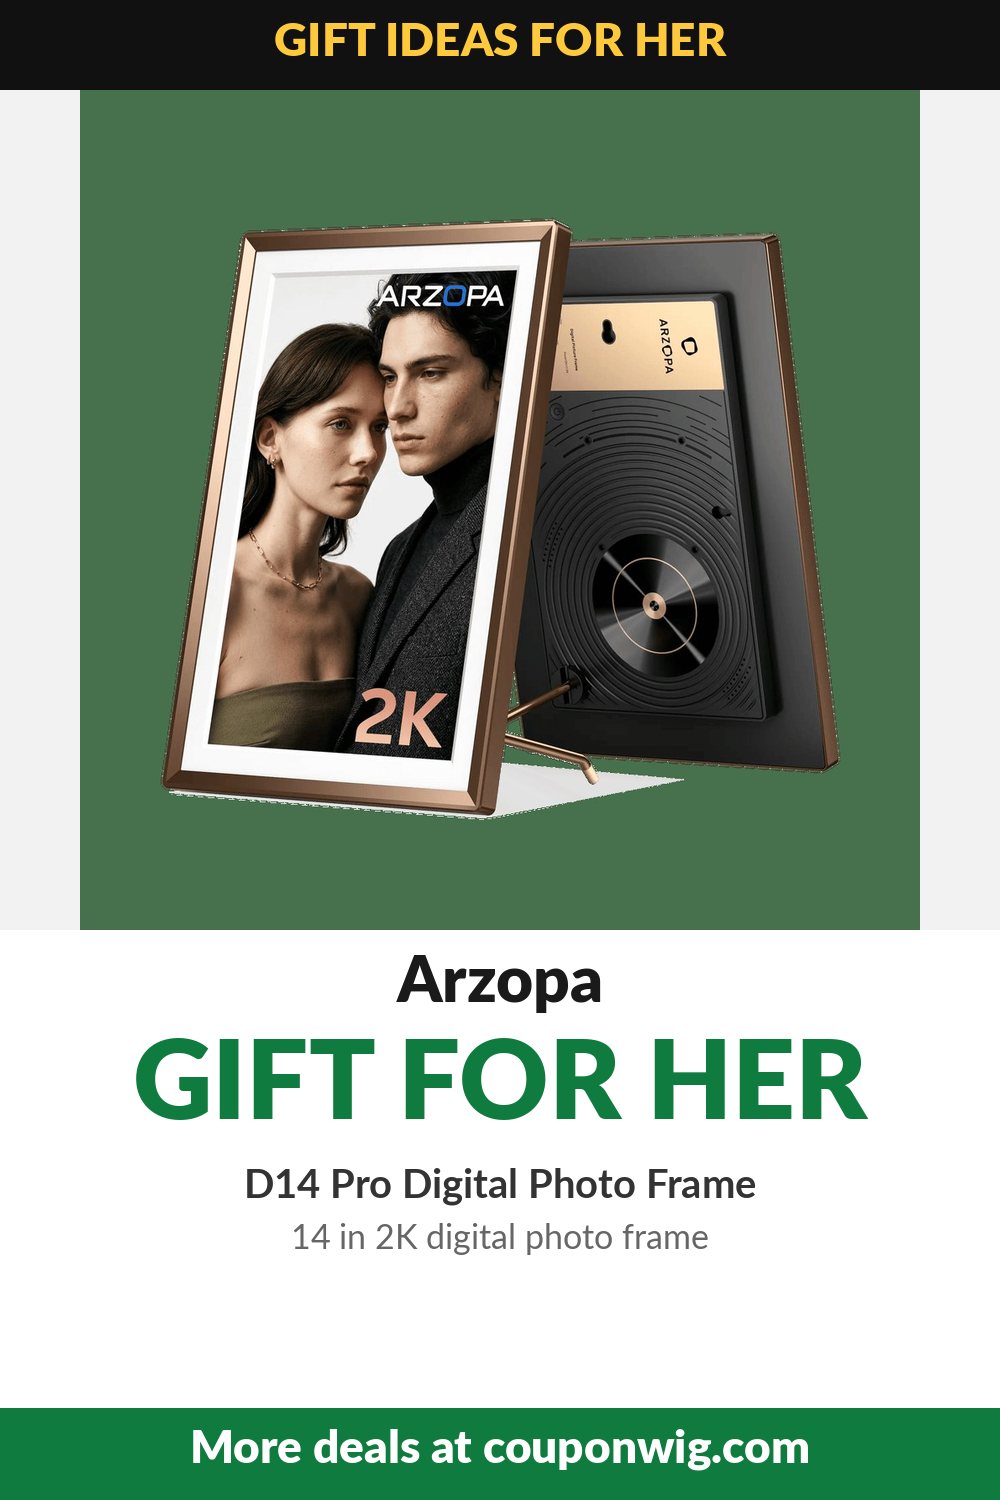 GIFT IDEAS FOR HER
ARZOPA
ARZOPA
2K
Arzopa
GIFT FOR HER
D14 Pro Digital Photo Frame
14 in 2K digital photo frame
More deals at couponwig.com